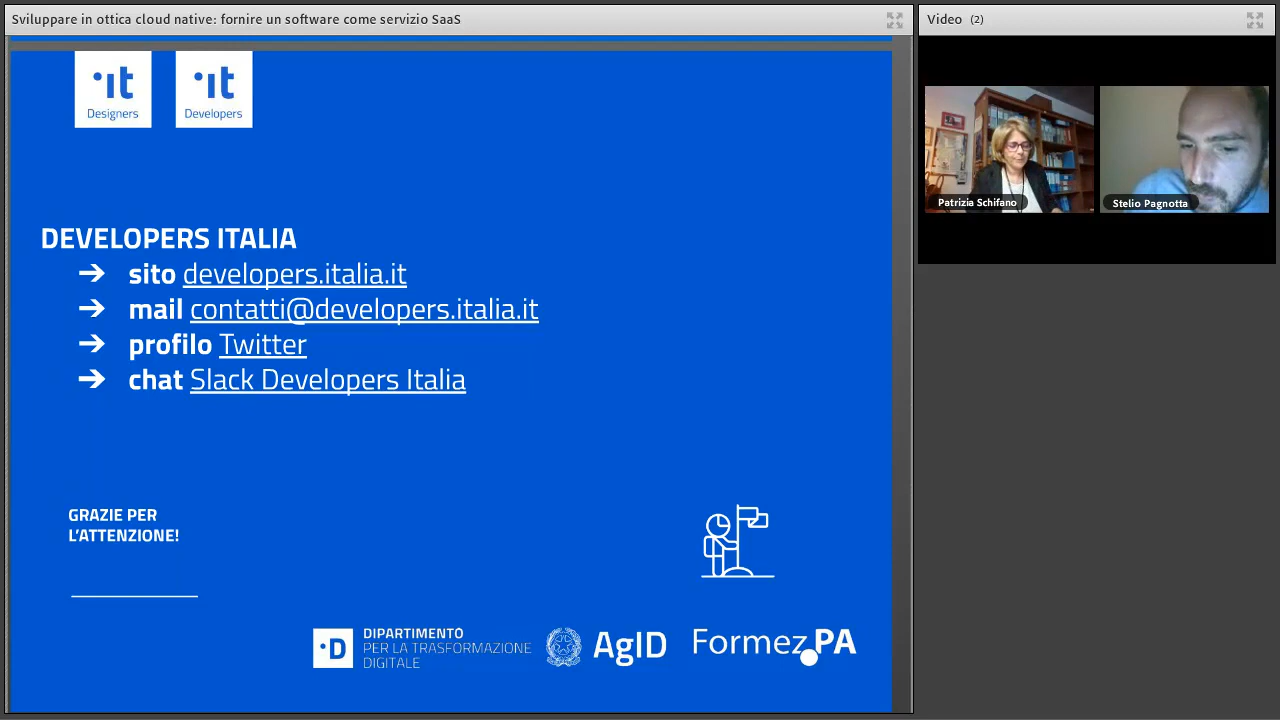 Sviluppare in ottica cloud native: fornire un software come servizio SaaS
Video (2)
·it
Designers
·it
Developers
Patrizia Schifano
Stelio Pagnotta
DEVELOPERS ITALIA
➔ sito developers.italia.it
➔ mail contatti@developers.italia.it
➔ profilo Twitter
➔ chat Slack Developers Italia
GRAZIE PER
L'ATTENZIONE!
·D
DIPARTIMENTO
PER LA TRASFORMAZIONE
DIGITALE
AgID
Formez PA